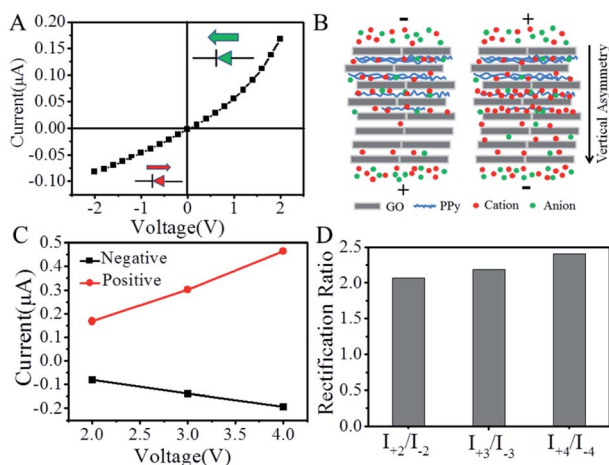 A
0.20
0.15
0.10
0.05
0.00
-0.05
-0.10
Current(μA)
-2 -1 0 1 2
Voltage(V)
B
- +
+ -
Vertical Asymmetry
GO PPy Cation Anion
C
0.5
0.4
0.3
0.2
0.1
0.0
-0.1
-0.2
Current(μA)
Negative
Positive
2.0 2.5 3.0 3.5 4.0
Voltage(V)
D
2.5
2.0
1.5
1.0
0.5
0.0
Rectification Ratio
I+2/I-2 I+3/I-3 I+4/I-4